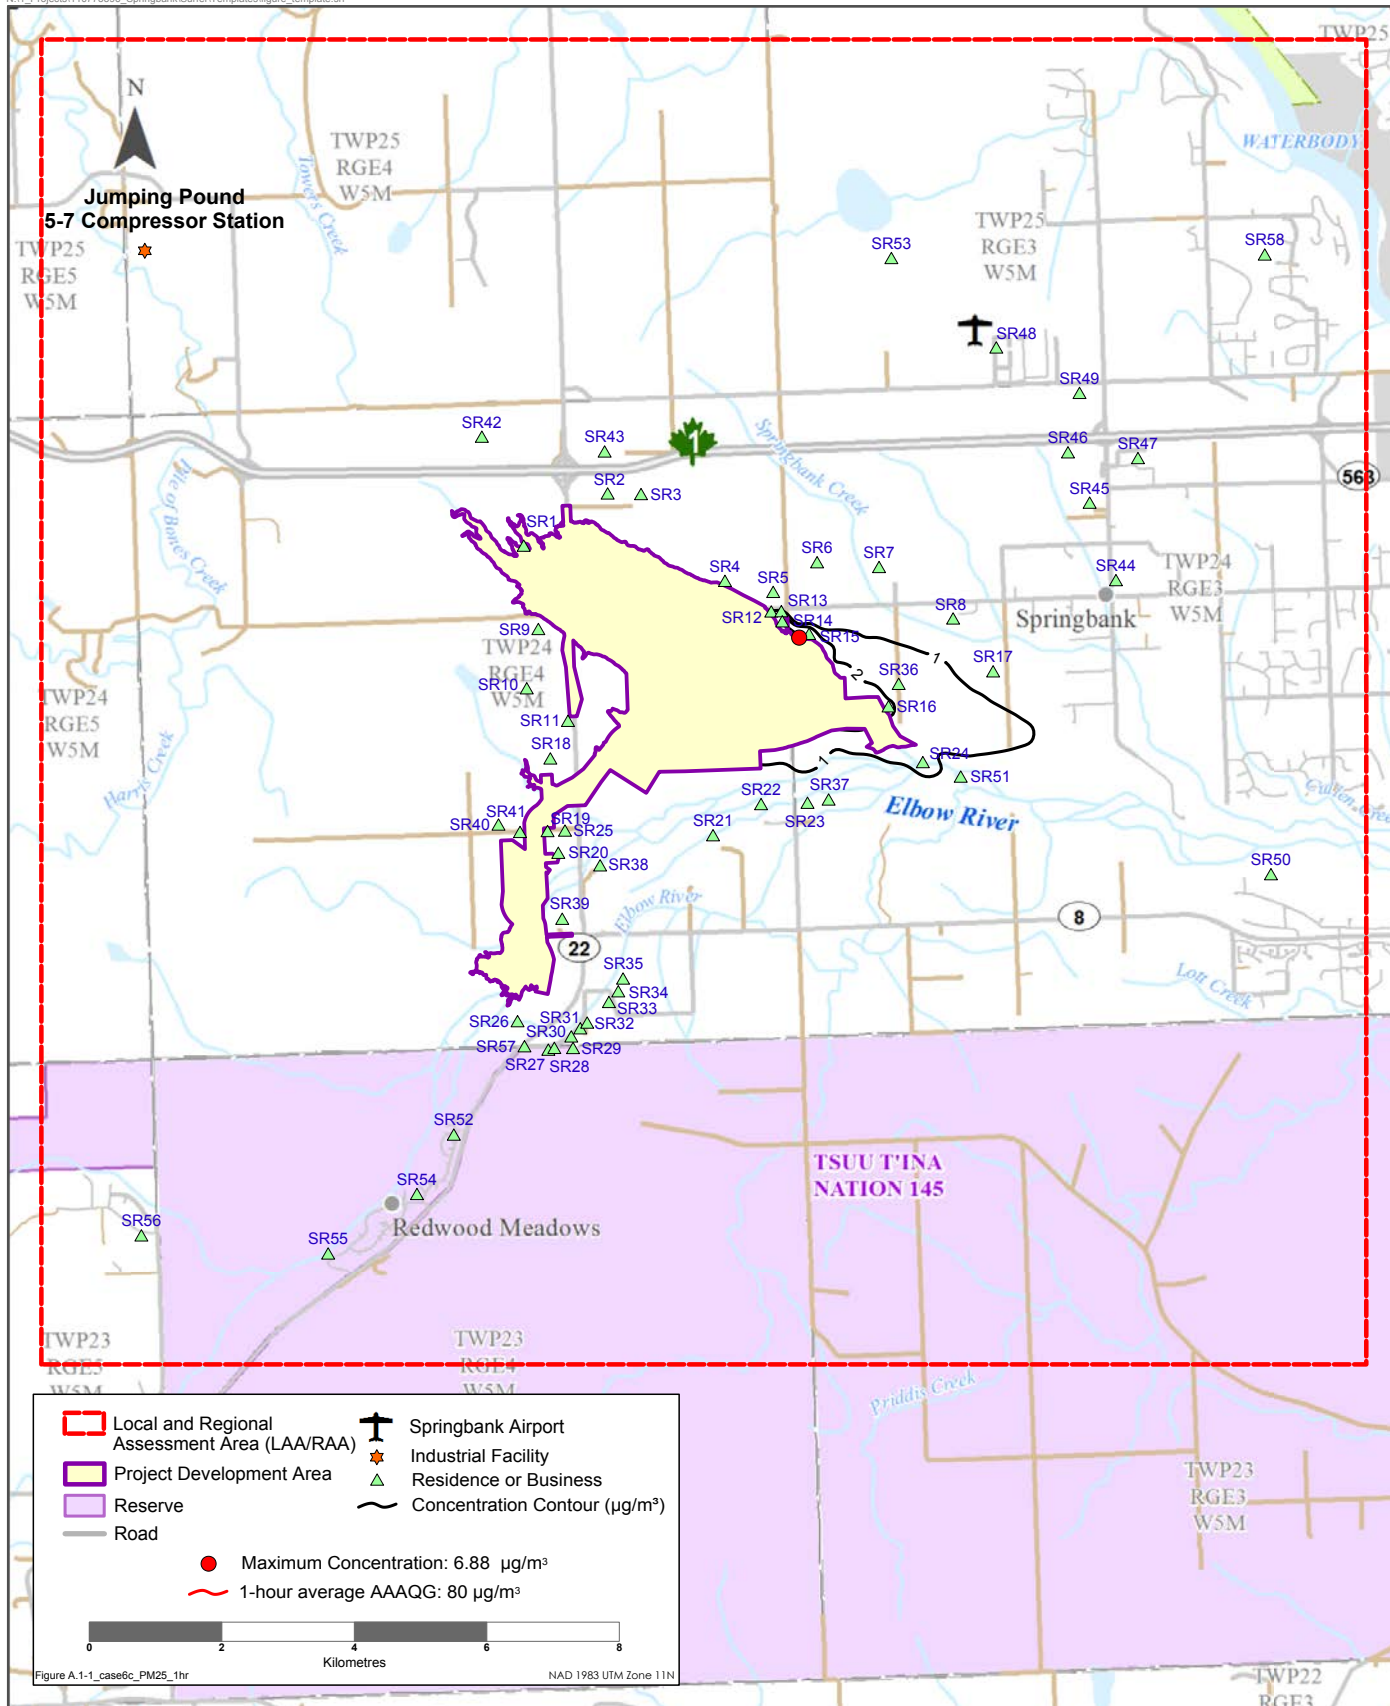 TWP25
N
TWP25
RGE4
W5M
WATERBODY
Towers Creek
Jumping Pound
5-7 Compressor Station
TWP25
RGE5
W5M
TWP25
RGE3
W5M
SR53
SR58
SR48
SR49
SR42
SR43
1
SR46
SR47
563
Springbank Creek
Pile of Bones Creek
SR2
SR3
SR45
SR1
SR6
SR7
SR4
SR5
SR44
TWP24
RGE3
W5M
SR12
SR13
SR14
SR15
SR8
Springbank
SR9
TWP24
RGE4
W5M
1
2
SR36
SR17
SR10
SR16
TWP24
RGE5
W5M
SR11
SR18
1
SR24
SR51
Harris Creek
SR22
SR37
SR23
Elbow River
SR40
SR41
SR19
SR25
SR21
SR20
SR38
SR50
Elbow River
SR39
8
22
Lott Creek
SR35
SR34
SR33
SR26
SR31
SR32
SR30
SR57
SR29
SR27
SR28
SR52
TSUU T'INA
NATION 145
SR54
Redwood Meadows
SR56
SR55
TWP23
RGE5
W5M
TWP23
RGE4
W5M
Priddis Creek
TWP23
RGE3
W5M
TWP22
RGE3
Local and Regional
Assessment Area (LAA/RAA)
Project Development Area
Reserve
Road
Springbank Airport
Industrial Facility
Residence or Business
Concentration Contour (µg/m³)
Maximum Concentration: 6.88 µg/m³
1-hour average AAAQG: 80 µg/m³
0 2 4 6 8
Kilometres
Figure A.1-1_case6c_PM25_1hr
NAD 1983 UTM Zone 11N